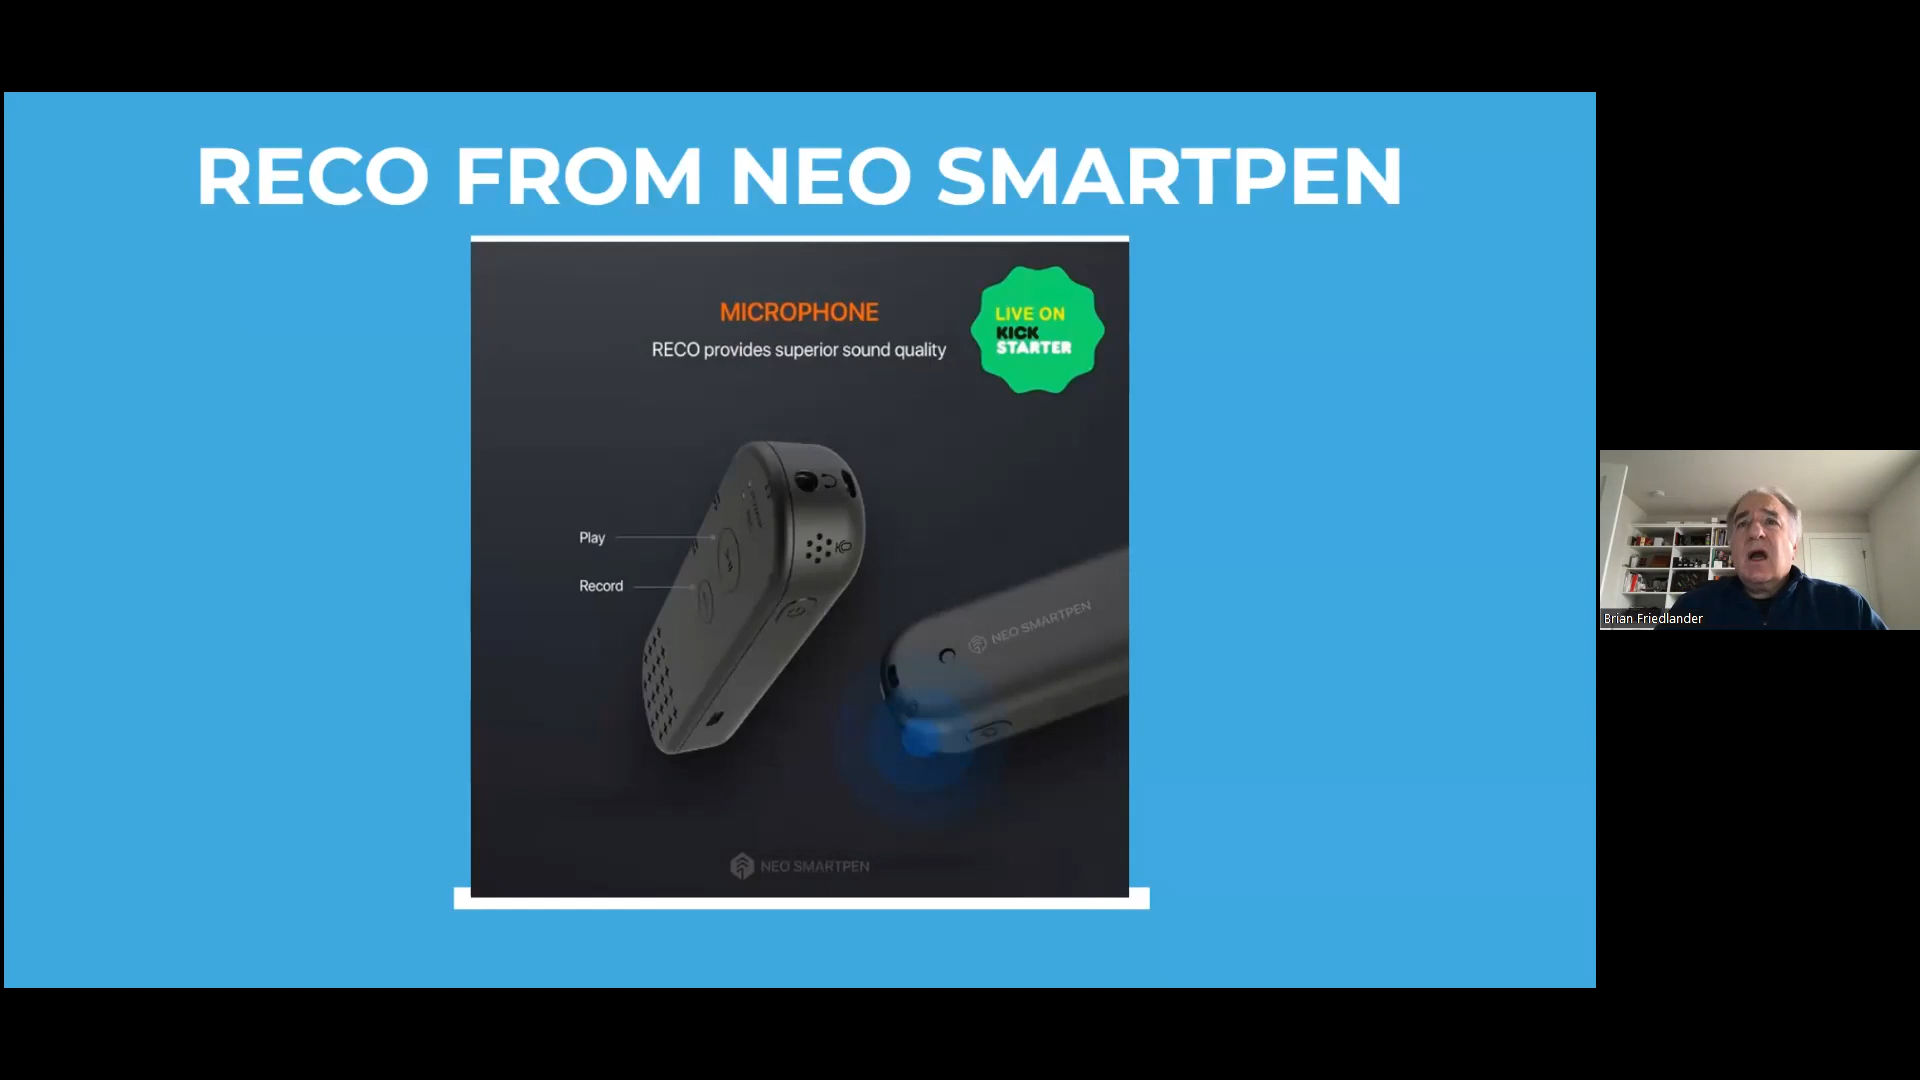 RECO FROM NEO SMARTPEN
MICROPHONE
RECO provides superior sound quality
LIVE ON
KICK
STARTER
Play
Record
NEO SMARTPEN
NEO SMARTPEN
Brian Friedlander